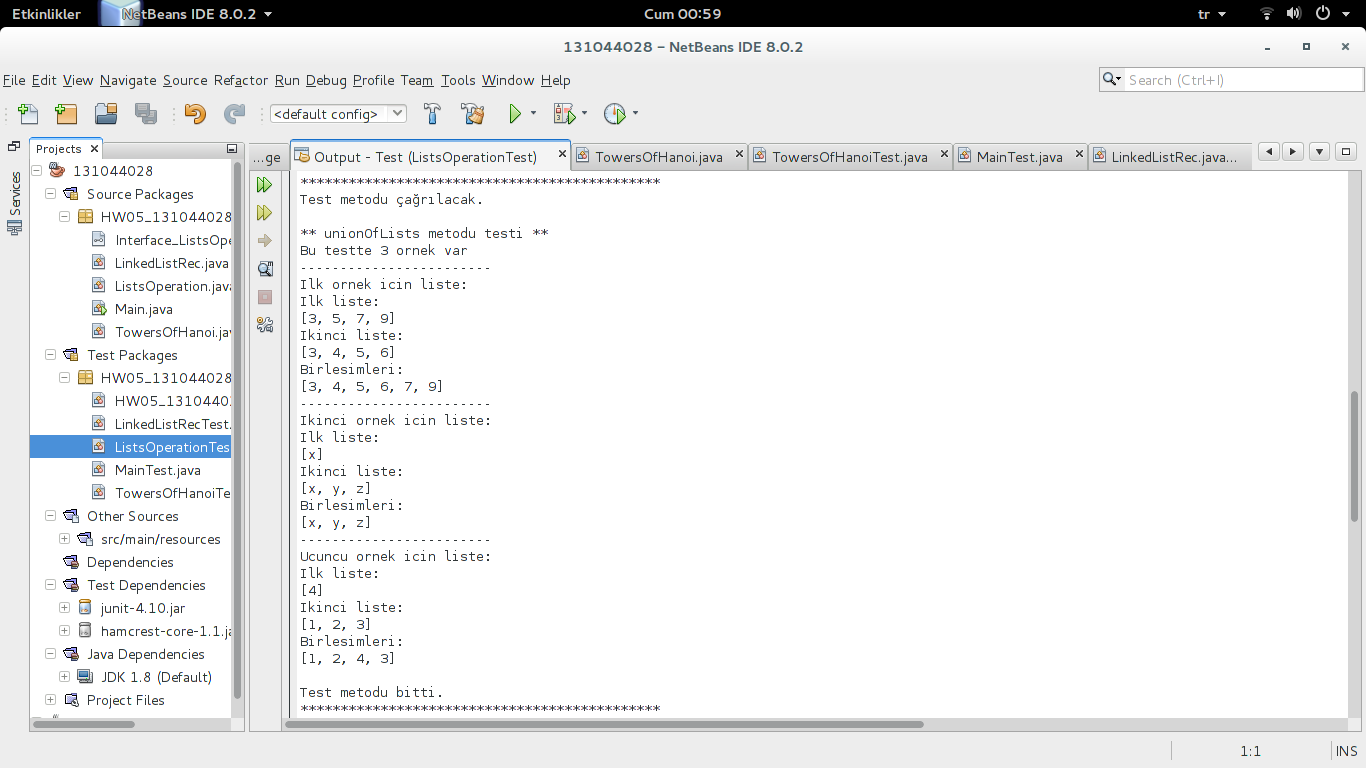 Etkinlikler
NetBeans IDE 8.0.2
Cum 00:59
tr
131044028 – NetBeans IDE 8.0.2
File Edit View Navigate Source Refactor Run Debug Profile Team Tools Window Help
Search (Ctrl+I)
<default config>
Projects
Services
131044028
Source Packages
HW05_131044028
Interface_ListsOpe
LinkedListRec.java
ListsOperation.java
Main.java
TowersOfHanoi.jav
Test Packages
HW05_131044028
HW05_131044028
LinkedListRecTest.
ListsOperationTes
MainTest.java
TowersOfHanoiTe
Other Sources
src/main/resources
Dependencies
Test Dependencies
junit-4.10.jar
hamcrest-core-1.1.ja
Java Dependencies
JDK 1.8 (Default)
Project Files
...ge
Output - Test (ListsOperationTest)
TowersOfHanoi.java
TowersOfHanoiTest.java
MainTest.java
LinkedListRec.java...
*********************************************
Test metodu çağrılacak.
** unionOfLists metodu testi **
Bu testte 3 ornek var
------------------------
Ilk ornek icin liste:
Ilk liste:
[3, 5, 7, 9]
Ikinci liste:
[3, 4, 5, 6]
Birlesimleri:
[3, 4, 5, 6, 7, 9]
------------------------
Ikinci ornek icin liste:
Ilk liste:
[x]
Ikinci liste:
[x, y, z]
Birlesimleri:
[x, y, z]
------------------------
Ucuncu ornek icin liste:
Ilk liste:
[4]
Ikinci liste:
[1, 2, 3]
Birlesimleri:
[1, 2, 4, 3]
Test metodu bitti.
*********************************************
1:1
INS